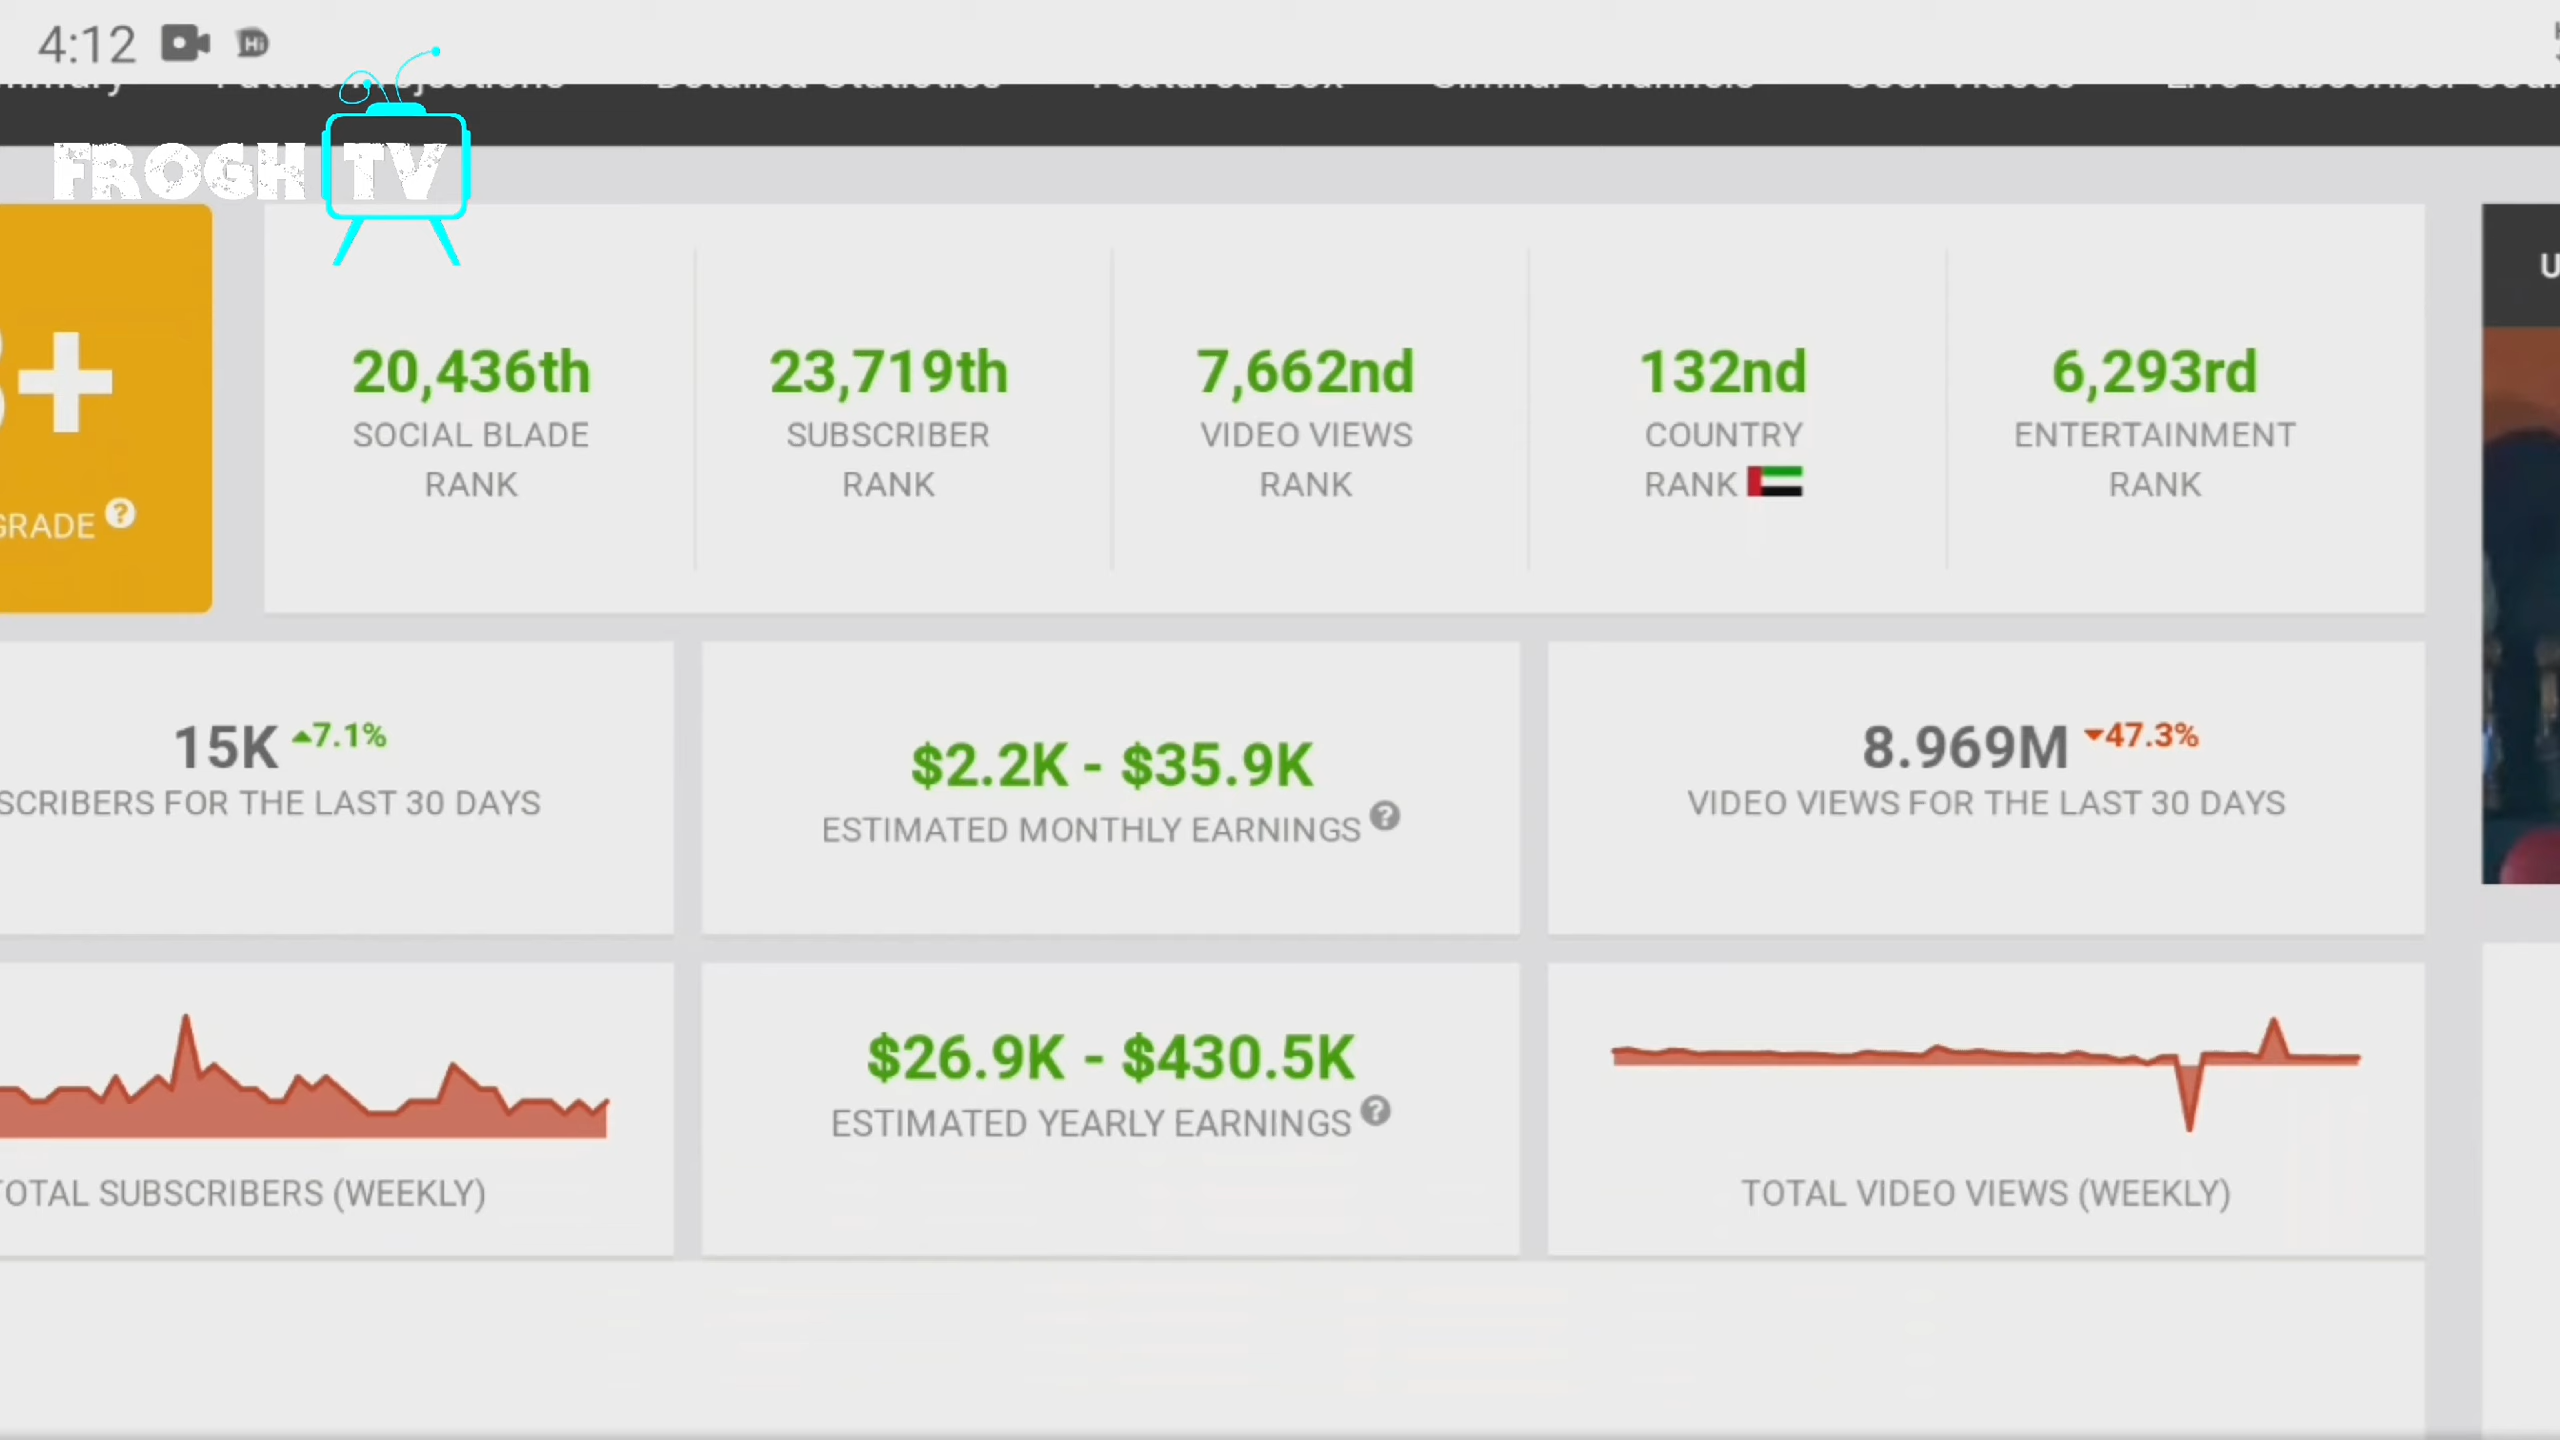 4:12
Hi
FROGH TV
20,436th
SOCIAL BLADE
RANK
23,719th
SUBSCRIBER
RANK
7,662nd
VIDEO VIEWS
RANK
132nd
COUNTRY
RANK
6,293rd
ENTERTAINMENT
RANK
+
GRADE
15K 7.1%
SCRIBERS FOR THE LAST 30 DAYS
$2.2K - $35.9K
ESTIMATED MONTHLY EARNINGS ?
8.969M 47.3%
VIDEO VIEWS FOR THE LAST 30 DAYS
TOTAL SUBSCRIBERS (WEEKLY)
$26.9K - $430.5K
ESTIMATED YEARLY EARNINGS ?
TOTAL VIDEO VIEWS (WEEKLY)